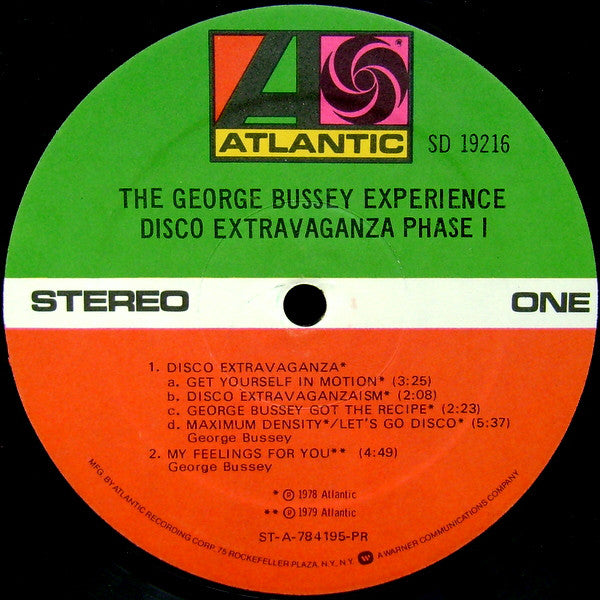 ATLANTIC
SD 19216
THE GEORGE BUSSEY EXPERIENCE
DISCO EXTRAVAGANZA PHASE I
STEREO
ONE
1. DISCO EXTRAVAGANZA*
a. GET YOURSELF IN MOTION* (3:25)
b. DISCO EXTRAVAGANZAISM* (2:08)
c. GEORGE BUSSEY GOT THE RECIPE* (2:23)
d. MAXIMUM DENSITY*/LET'S GO DISCO* (5:37)
George Bussey
2. MY FEELINGS FOR YOU** (4:49)
George Bussey
* ℗ 1978 Atlantic
** ℗ 1979 Atlantic
ST-A-784195-PR
MFG. BY ATLANTIC RECORDING CORP. 75 ROCKEFELLER PLAZA, N.Y. N.Y. W A WARNER COMMUNICATIONS COMPANY